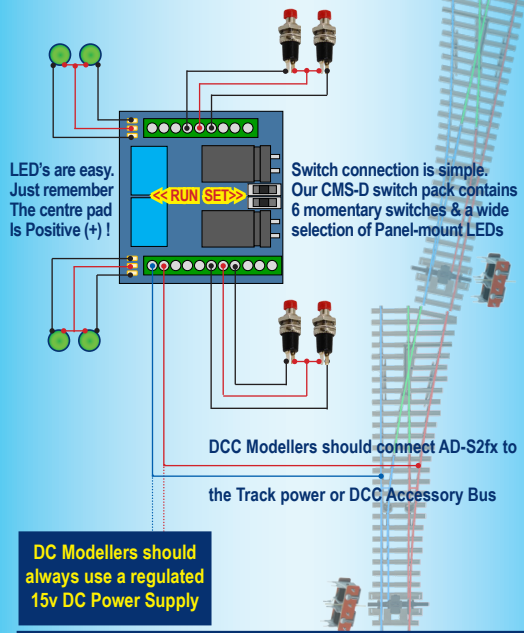 LED's are easy.
Just remember
The centre pad
Is Positive (+) !
<< RUN SET>>
Switch connection is simple.
Our CMS-D switch pack contains
6 momentary switches & a wide
selection of Panel-mount LEDs
DCC Modellers should connect AD-S2fx to
the Track power or DCC Accessory Bus
DC Modellers should
always use a regulated
15v DC Power Supply